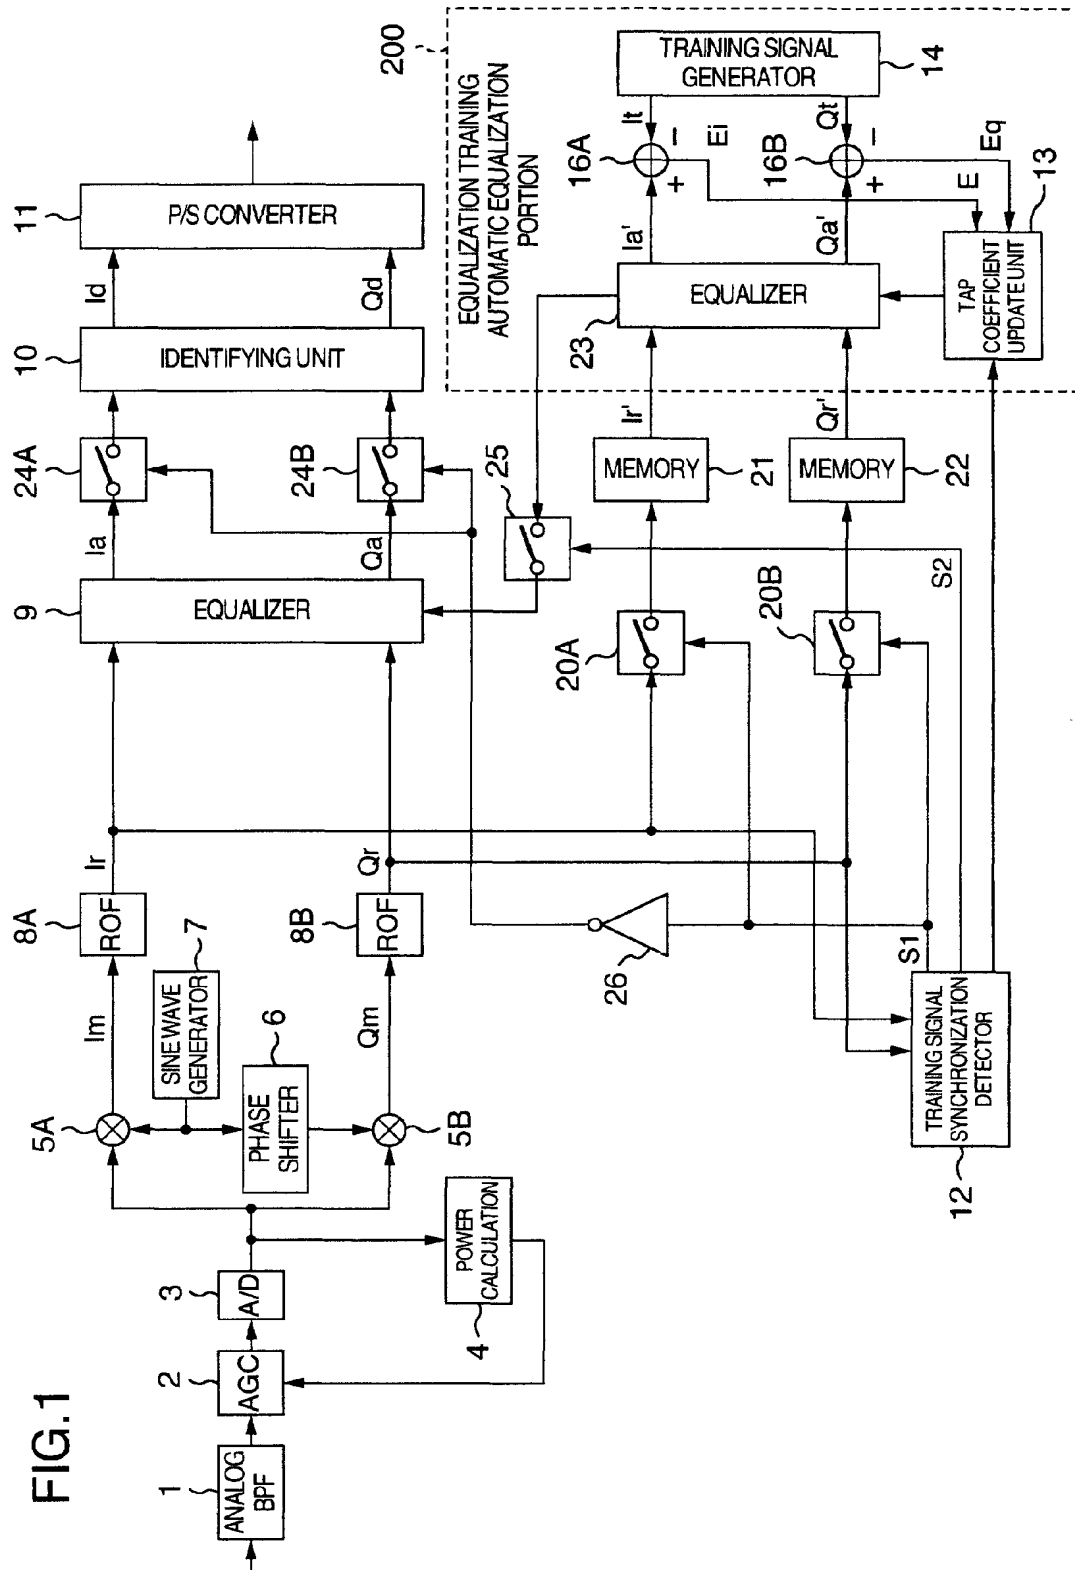 FIG.1
1
ANALOG
BPF
2
AGC
3
A/D
4
POWER
CALCULATION
5A
5B
6
PHASE
SHIFTER
7
SINE WAVE
GENERATOR
Im
Qm
8A
ROF
8B
ROF
Ir
Qr
9
EQUALIZER
Ia
Qa
24A
24B
10
IDENTIFYING UNIT
Id
Qd
11
P/S CONVERTER
12
TRAINING SIGNAL
SYNCHRONIZATION
DETECTOR
S1
S2
26
20A
20B
25
MEMORY
21
MEMORY
22
Ir'
Qr'
200
EQUALIZATION TRAINING
AUTOMATIC EQUALIZATION
PORTION
23
EQUALIZER
Ia'
Qa'
16A
+
−
Ei
16B
+
−
Eq
E
It
Qt
TRAINING SIGNAL
GENERATOR
14
TAP
COEFFICIENT
UPDATE UNIT
13